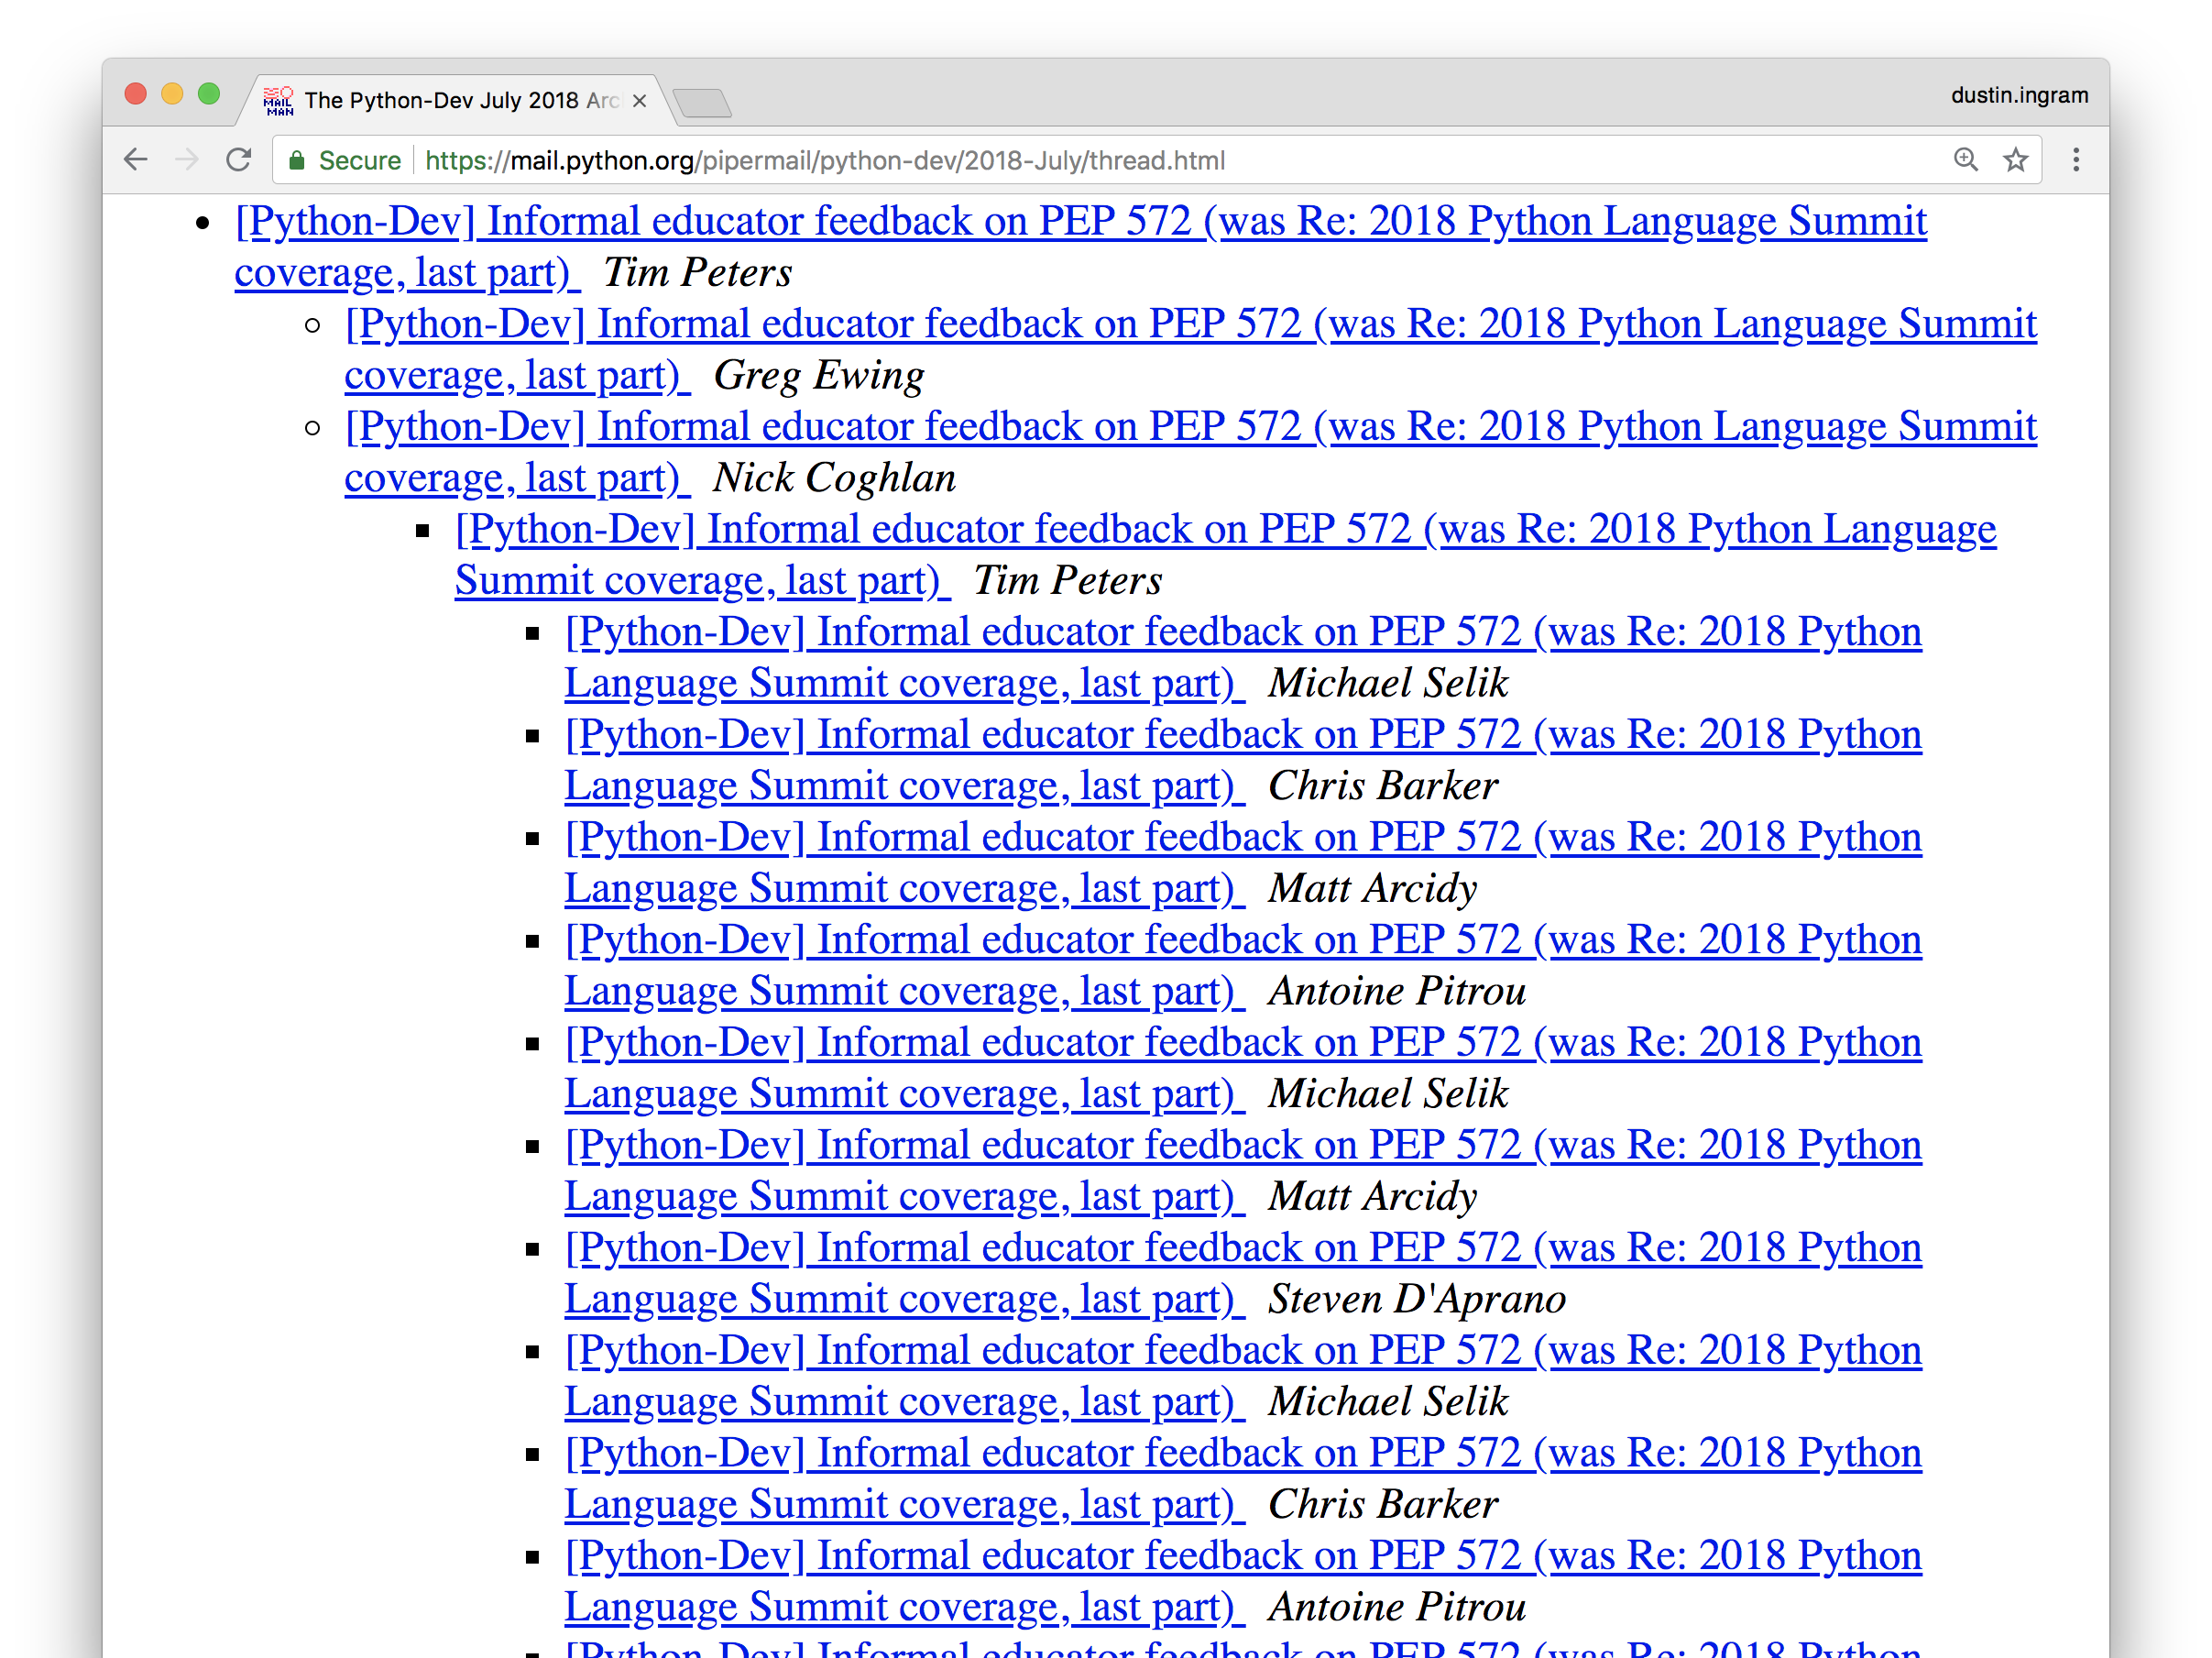 MAIL
MAN
The Python-Dev July 2018 Arc
dustin.ingram
Secure
https://mail.python.org/pipermail/python-dev/2018-July/thread.html
[Python-Dev] Informal educator feedback on PEP 572 (was Re: 2018 Python Language Summit
coverage, last part) Tim Peters
[Python-Dev] Informal educator feedback on PEP 572 (was Re: 2018 Python Language Summit
coverage, last part) Greg Ewing
[Python-Dev] Informal educator feedback on PEP 572 (was Re: 2018 Python Language Summit
coverage, last part) Nick Coghlan
[Python-Dev] Informal educator feedback on PEP 572 (was Re: 2018 Python Language
Summit coverage, last part) Tim Peters
[Python-Dev] Informal educator feedback on PEP 572 (was Re: 2018 Python
Language Summit coverage, last part) Michael Selik
[Python-Dev] Informal educator feedback on PEP 572 (was Re: 2018 Python
Language Summit coverage, last part) Chris Barker
[Python-Dev] Informal educator feedback on PEP 572 (was Re: 2018 Python
Language Summit coverage, last part) Matt Arcidy
[Python-Dev] Informal educator feedback on PEP 572 (was Re: 2018 Python
Language Summit coverage, last part) Antoine Pitrou
[Python-Dev] Informal educator feedback on PEP 572 (was Re: 2018 Python
Language Summit coverage, last part) Michael Selik
[Python-Dev] Informal educator feedback on PEP 572 (was Re: 2018 Python
Language Summit coverage, last part) Matt Arcidy
[Python-Dev] Informal educator feedback on PEP 572 (was Re: 2018 Python
Language Summit coverage, last part) Steven D'Aprano
[Python-Dev] Informal educator feedback on PEP 572 (was Re: 2018 Python
Language Summit coverage, last part) Michael Selik
[Python-Dev] Informal educator feedback on PEP 572 (was Re: 2018 Python
Language Summit coverage, last part) Chris Barker
[Python-Dev] Informal educator feedback on PEP 572 (was Re: 2018 Python
Language Summit coverage, last part) Antoine Pitrou
[Python-Dev] Informal educator feedback on PEP 572 (was Re: 2018 Python